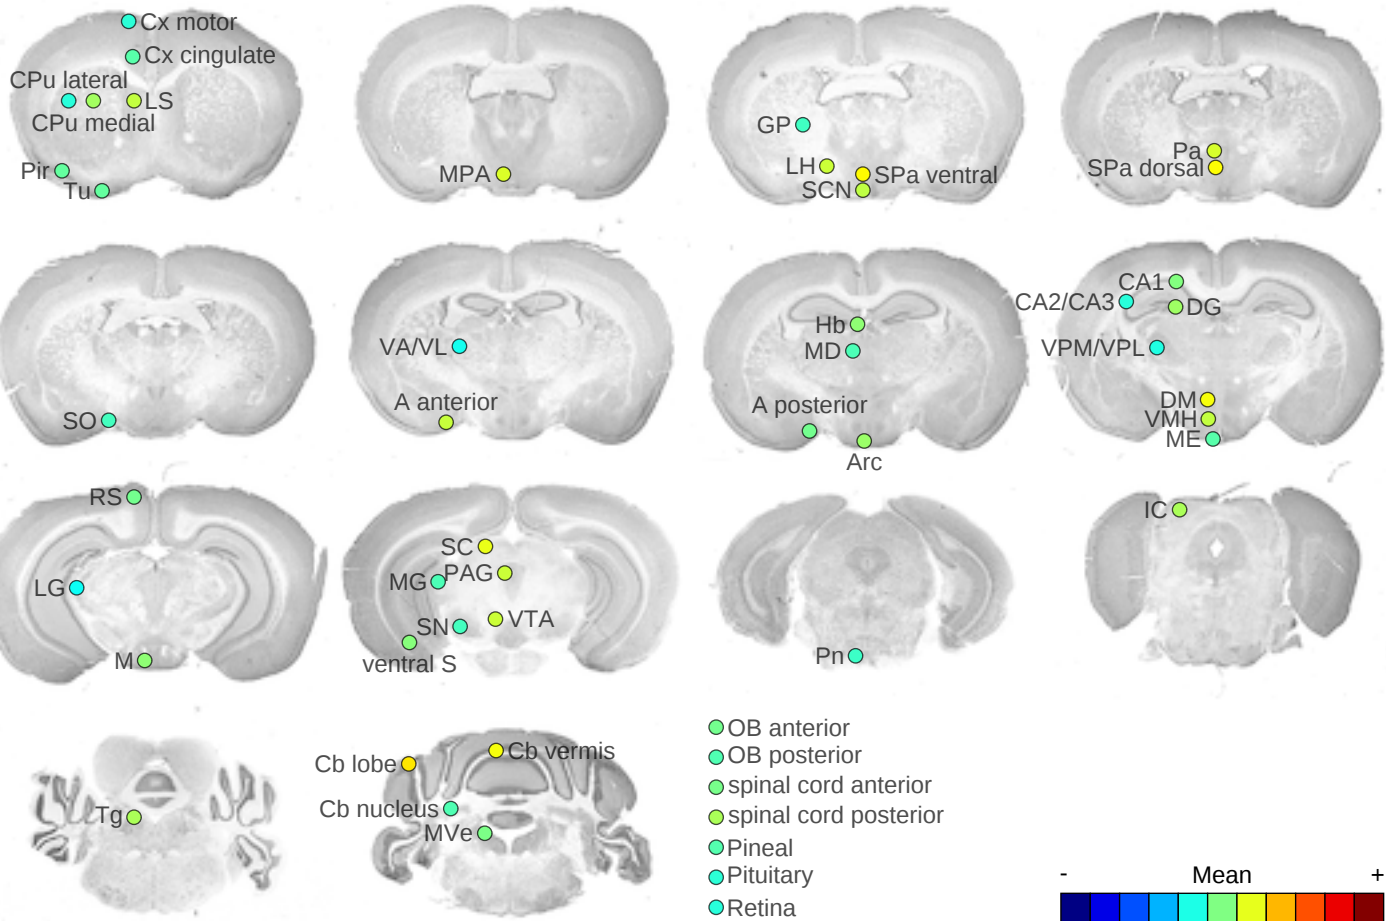 Cx motor
Cx cingulate
CPu lateral
LS
CPu medial
Pir
Tu
MPA
GP
LH
SPa ventral
SCN
Pa
SPa dorsal
SO
VA/VL
A anterior
Hb
MD
A posterior
Arc
CA1
CA2/CA3
DG
VPM/VPL
DM
VMH
ME
RS
LG
M
SC
MG
PAG
SN
VTA
ventral S
Pn
IC
Tg
Cb lobe
Cb vermis
Cb nucleus
MVe
OB anterior
OB posterior
spinal cord anterior
spinal cord posterior
Pineal
Pituitary
Retina
- Mean +